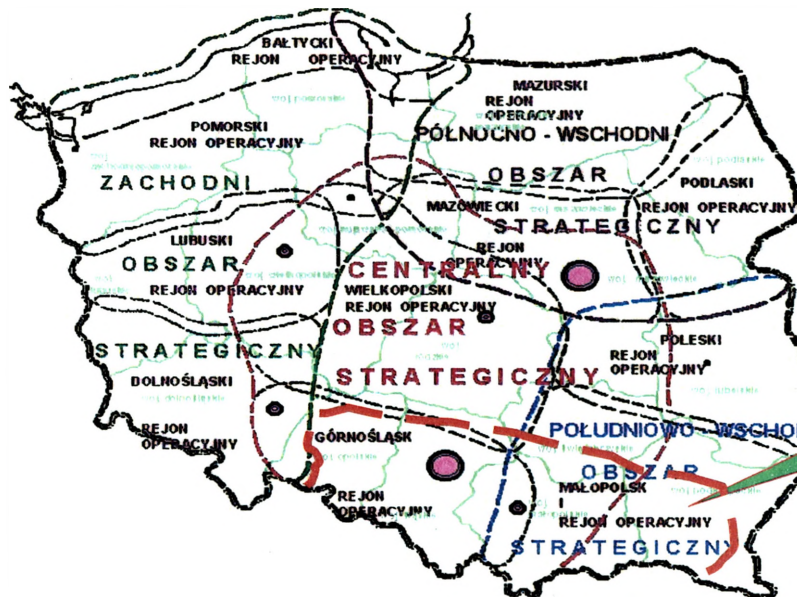 BAŁTYCKI
REJON OPERACYJNY
MAZURSKI
REJON
OPERACYJNY
POMORSKI
REJON OPERACYJNY
PÓŁNOCNO - WSCHODNI
ZACHODNI
OBSZAR
PODLASKI
REJON OPERACYJNY
MAZOWIECKI
STRATEGICZNY
REJON
OPERACYJNY
LUBUSKI
OBSZAR
REJON OPERACYJNY
CENTRALNY
WIELKOPOLSKI
REJON OPERACYJNY
OBSZAR
STRATEGICZNY
STRATEGICZNY
POLESKI
REJON
OPERACYJNY
DOLNOŚLĄSKI
REJON
OPERACYJNY
GÓRNOŚLĄSK
REJON
OPERACYJNY
POŁUDNIOWO - WSCHO
OBSZAR
MAŁOPOLSK
I
REJON OPERACYJNY
STRATEGICZNY